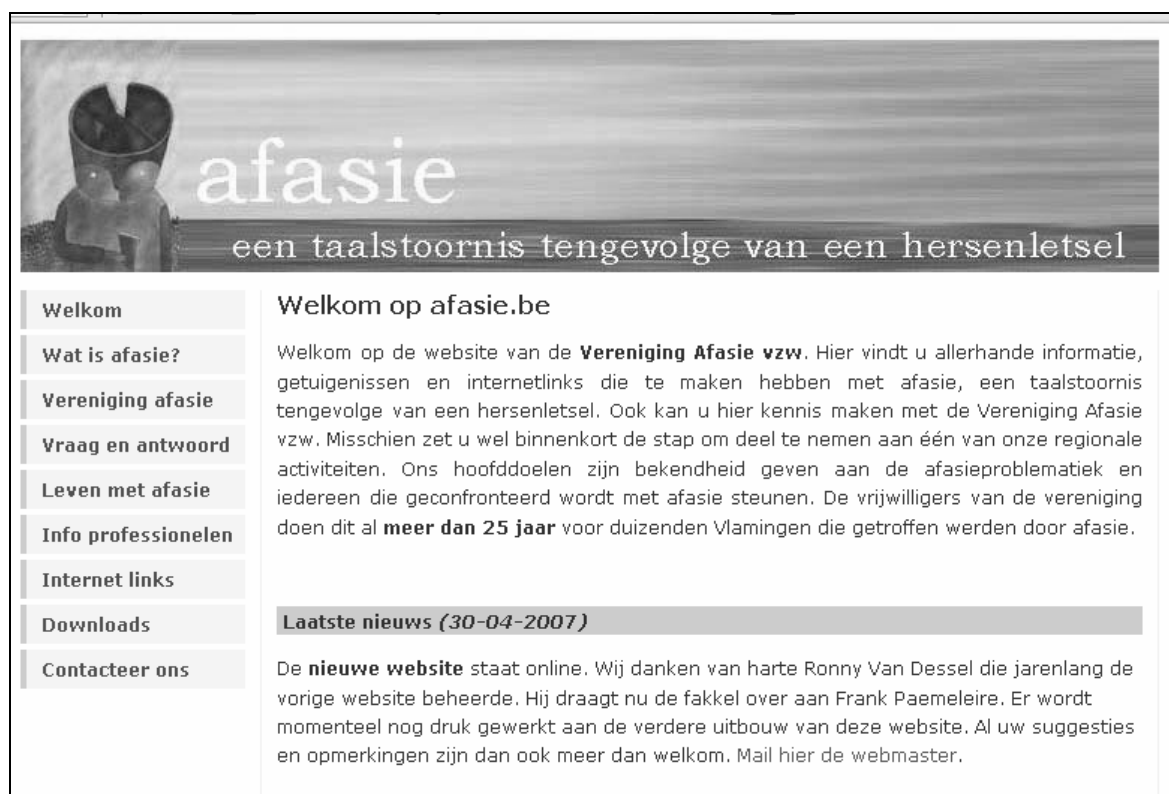 afasie
een taalstoornis tengevolge van een hersenletsel
Welkom
Wat is afasie?
Vereniging afasie
Vraag en antwoord
Leven met afasie
Info professionelen
Internet links
Downloads
Contacteer ons
Welkom op afasie.be
Welkom op de website van de Vereniging Afasie vzw. Hier vindt u allerhande informatie,
getuigenissen en internetlinks die te maken hebben met afasie, een taalstoornis
tengevolge van een hersenletsel. Ook kan u hier kennis maken met de Vereniging Afasie
vzw. Misschien zet u wel binnenkort de stap om deel te nemen aan één van onze regionale
activiteiten. Ons hoofddoelen zijn bekendheid geven aan de afasieproblematiek en
iedereen die geconfronteerd wordt met afasie steunen. De vrijwilligers van de vereniging
doen dit al meer dan 25 jaar voor duizenden Vlamingen die getroffen werden door afasie.
Laatste nieuws (30-04-2007)
De nieuwe website staat online. Wij danken van harte Ronny Van Dessel die jarenlang de
vorige website beheerde. Hij draagt nu de fakkel over aan Frank Paemeleire. Er wordt
momenteel nog druk gewerkt aan de verdere uitbouw van deze website. Al uw suggesties
en opmerkingen zijn dan ook meer dan welkom. Mail hier de webmaster.